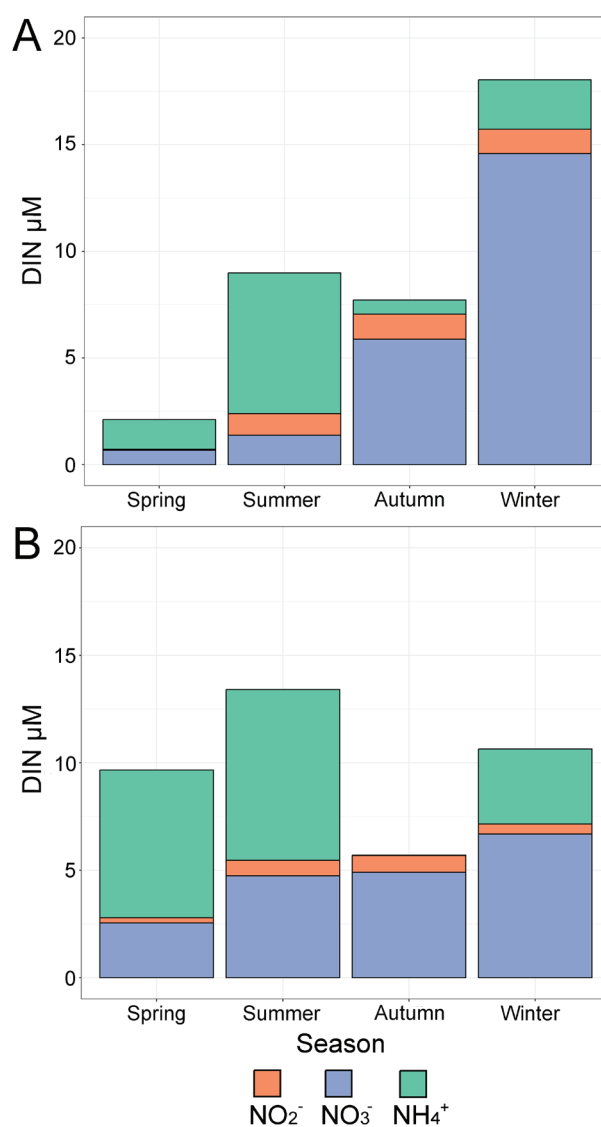 A
DIN µM
20
15
10
5
0
Spring Summer Autumn Winter
B
DIN µM
20
15
10
5
0
Spring Summer Autumn Winter
Season
NO₂⁻ NO₃⁻ NH₄⁺